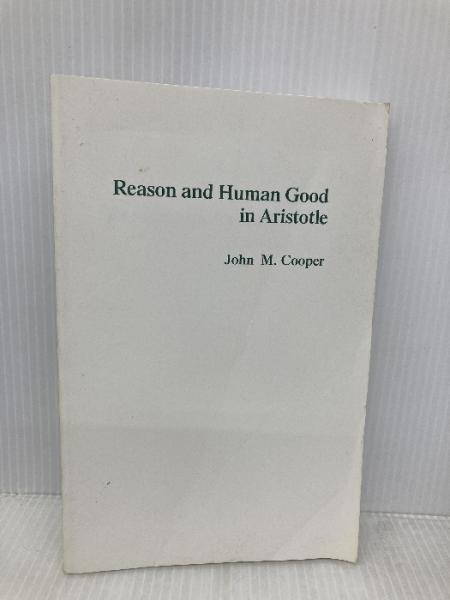 Reason and Human Good
in Aristotle
John M. Cooper